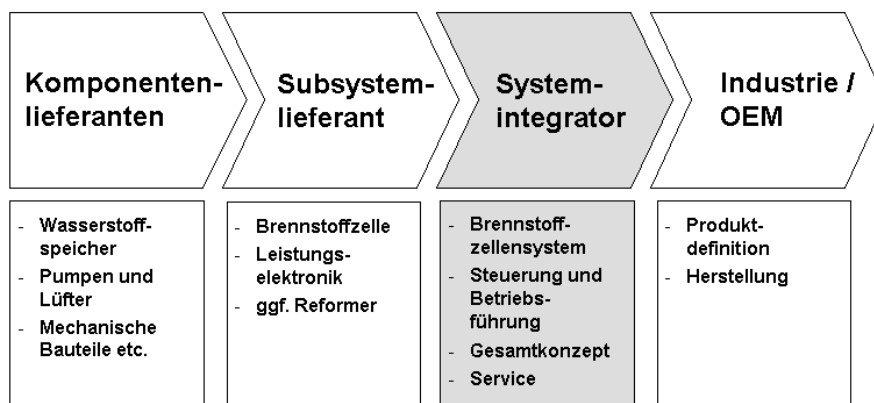 Komponenten-
lieferanten
Subsystem-
lieferant
System-
integrator
Industrie /
OEM
- Wasserstoff-
speicher
- Pumpen und
Lüfter
- Mechanische
Bauteile etc.
- Brennstoffzelle
- Leistungs-
elektronik
- ggf. Reformer
- Brennstoff-
zellensystem
- Steuerung und
Betriebs-
führung
- Gesamtkonzept
- Service
- Produkt-
definition
- Herstellung